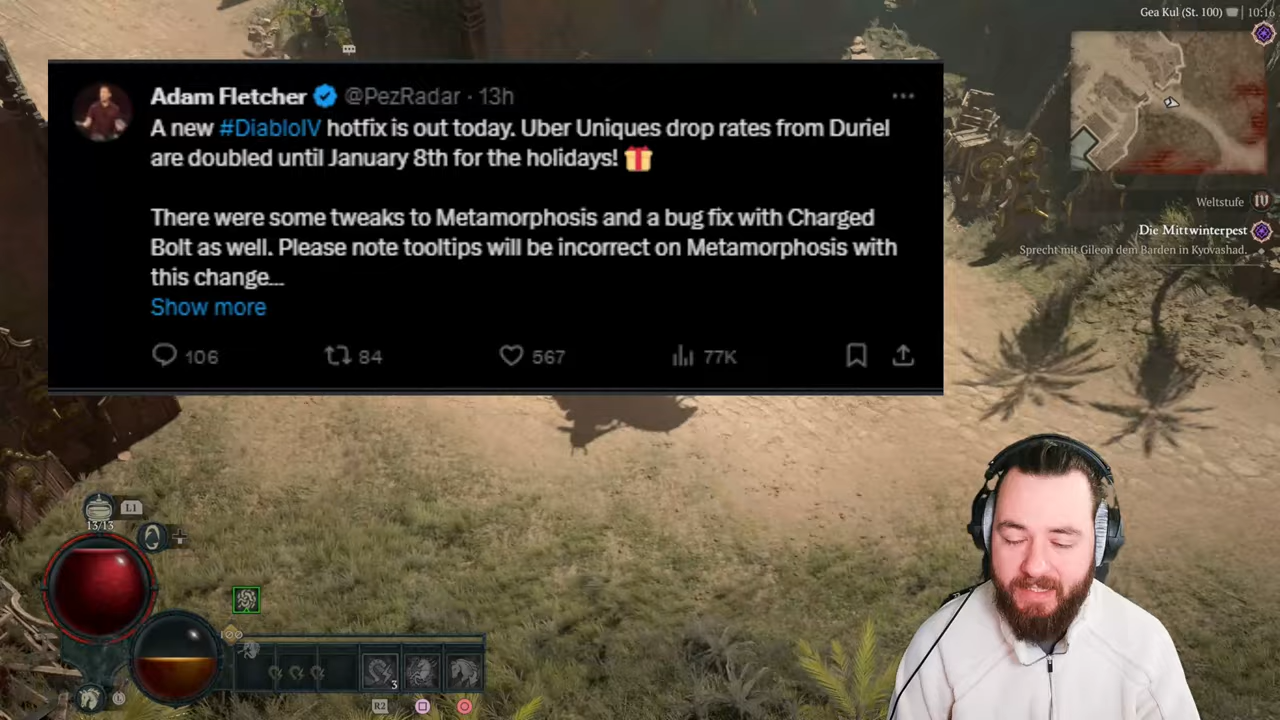 Gea Kul (St. 100) 10:16
Adam Fletcher @PezRadar · 13h
A new #DiabloIV hotfix is out today. Uber Uniques drop rates from Duriel
are doubled until January 8th for the holidays!
There were some tweaks to Metamorphosis and a bug fix with Charged
Bolt as well. Please note tooltips will be incorrect on Metamorphosis with
this change...
Show more
106 84 567 77K
Weltstufe IV
Die Mittwinterpest
Sprecht mit Gileon dem Barden in Kyovashad.
L1
13/13
100
3
R2